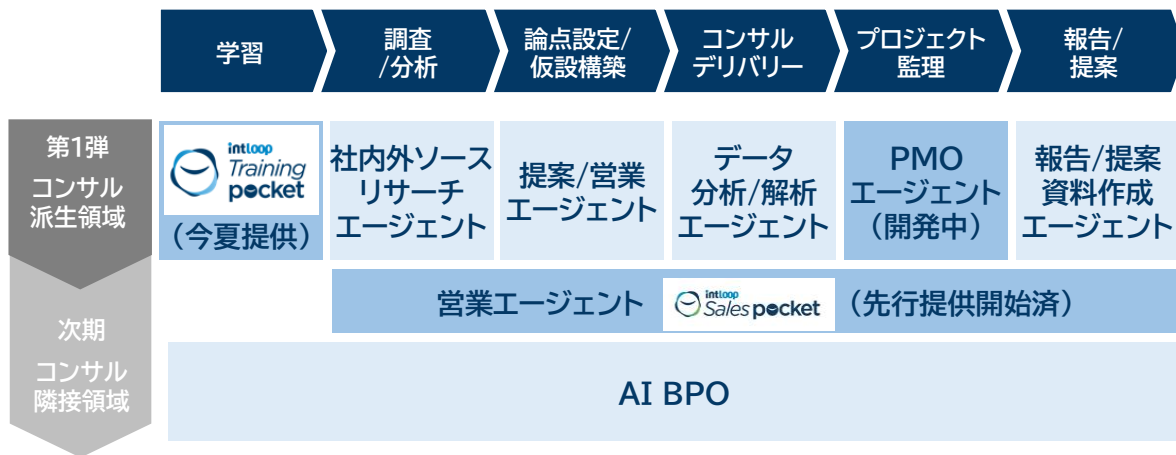 学習
調査
/分析
論点設定/
仮設構築
コンサル
デリバリー
プロジェクト
監理
報告/
提案
第1弾
コンサル
派生領域
intloop
Training
pocket
（今夏提供）
社内外ソース
リサーチ
エージェント
提案/営業
エージェント
データ
分析/解析
エージェント
PMO
エージェント
（開発中）
報告/提案
資料作成
エージェント
営業エージェント
intloop
Sales pocket
（先行提供開始済）
次期
コンサル
隣接領域
AI BPO